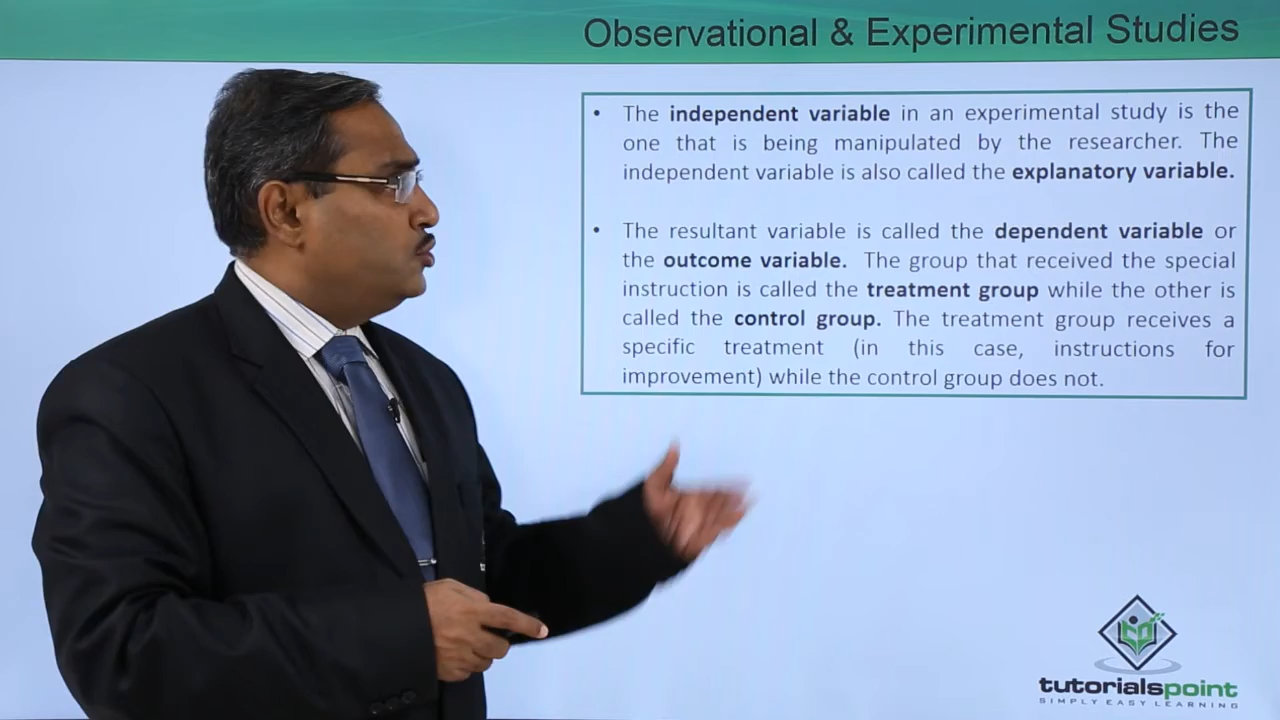 Observational & Experimental Studies
• The independent variable in an experimental study is the
one that is being manipulated by the researcher. The
independent variable is also called the explanatory variable.
• The resultant variable is called the dependent variable or
the outcome variable. The group that received the special
instruction is called the treatment group while the other is
called the control group. The treatment group receives a
specific treatment (in this case, instructions for
improvement) while the control group does not.
tutorialspoint
SIMPLY EASY LEARNING